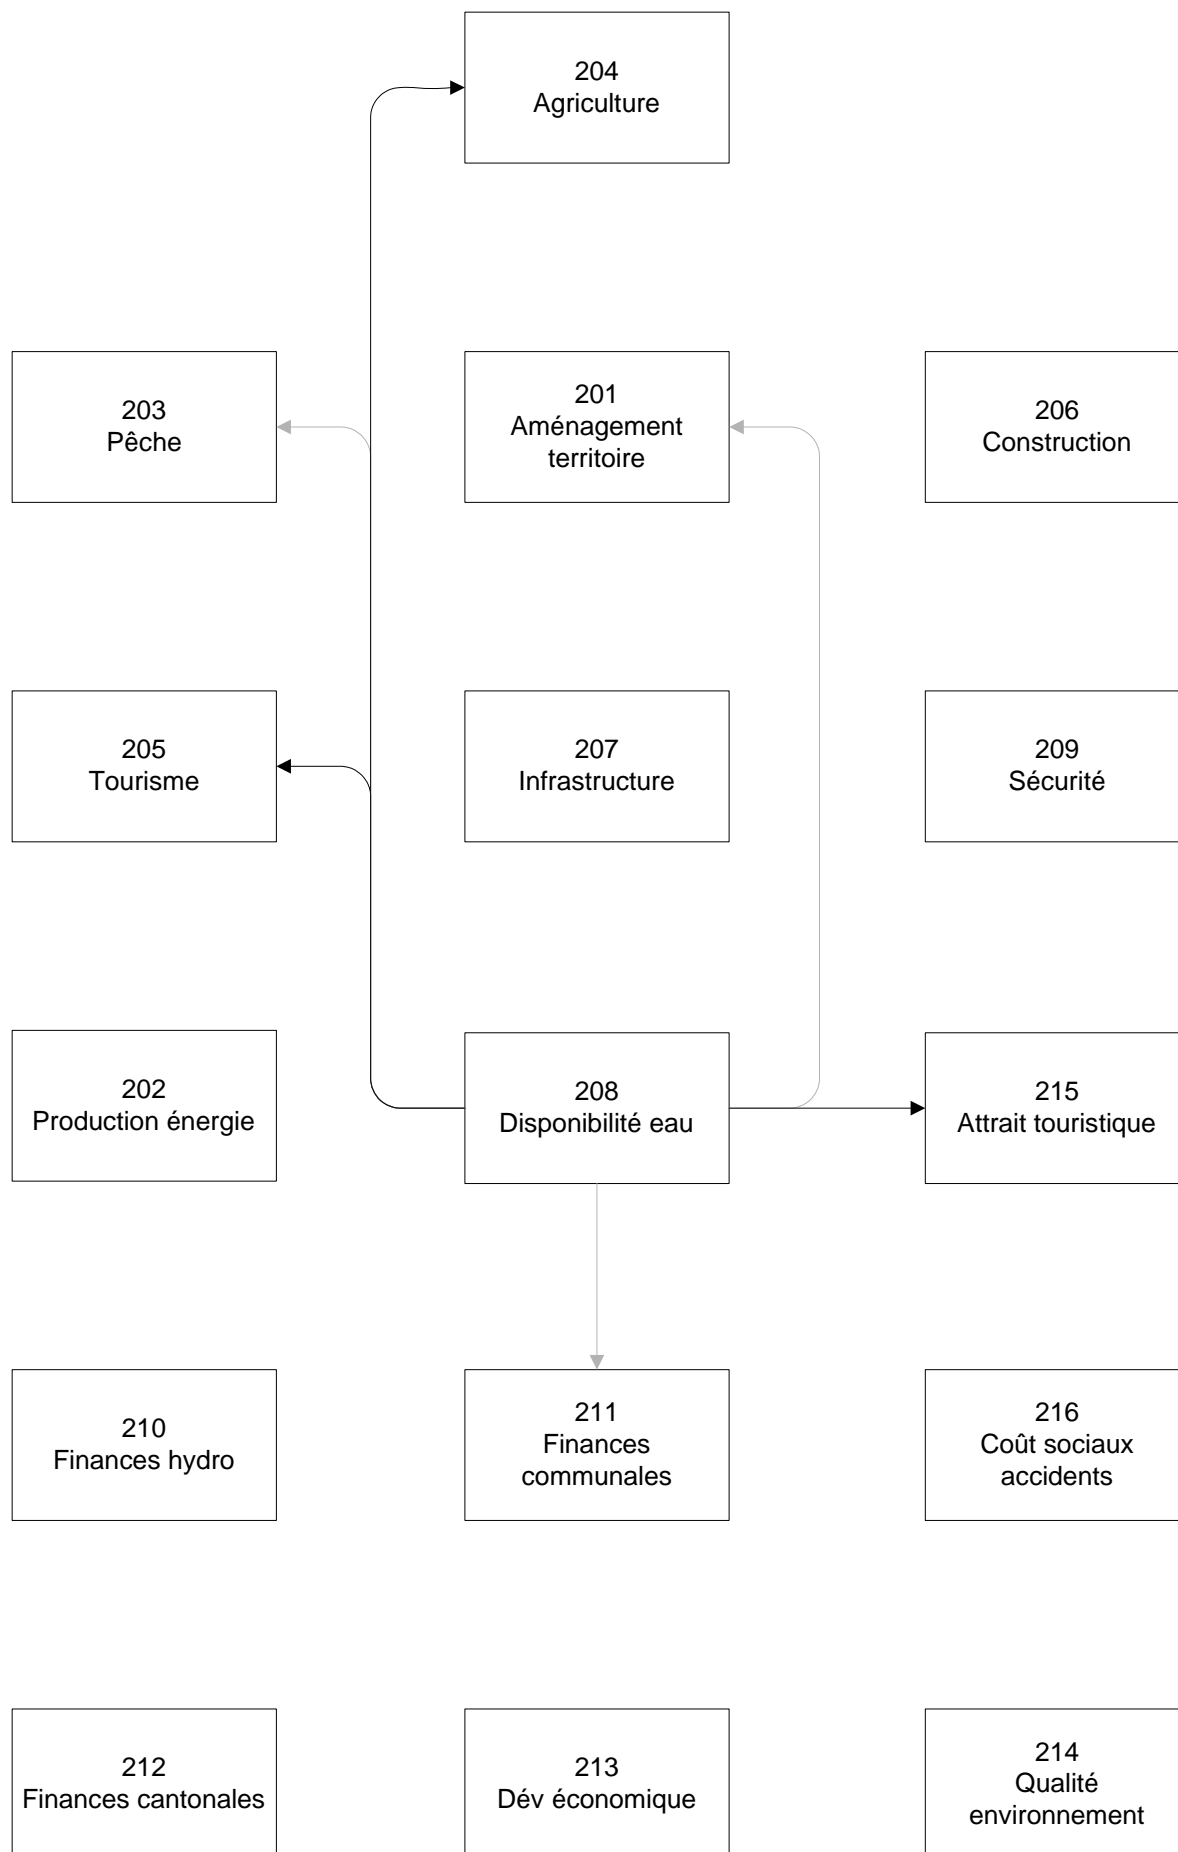 204
Agriculture
203
Pêche
201
Aménagement
territoire
206
Construction
205
Tourisme
207
Infrastructure
209
Sécurité
202
Production énergie
208
Disponibilité eau
215
Attrait touristique
210
Finances hydro
211
Finances
communales
216
Coût sociaux
accidents
212
Finances cantonales
213
Dév économique
214
Qualité
environnement